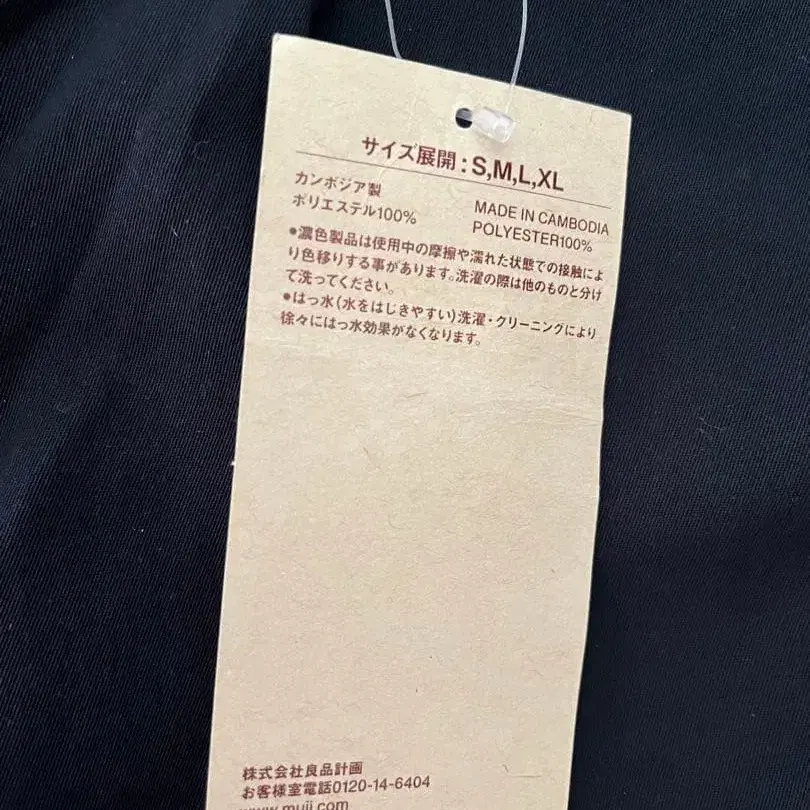 サイズ展開：S,M,L,XL
カンボジア製
ポリエステル100%
MADE IN CAMBODIA
POLYESTER100%
●濃色製品は使用中の摩擦や濡れた状態での接触によ
り色移りする事があります。洗濯の際は他のものと分け
て洗ってください。
●はっ水（水をはじきやすい）洗濯・クリーニングにより
徐々にはっ水効果がなくなります。
株式会社良品計画
お客様室電話0120-14-6404
www.muji.com